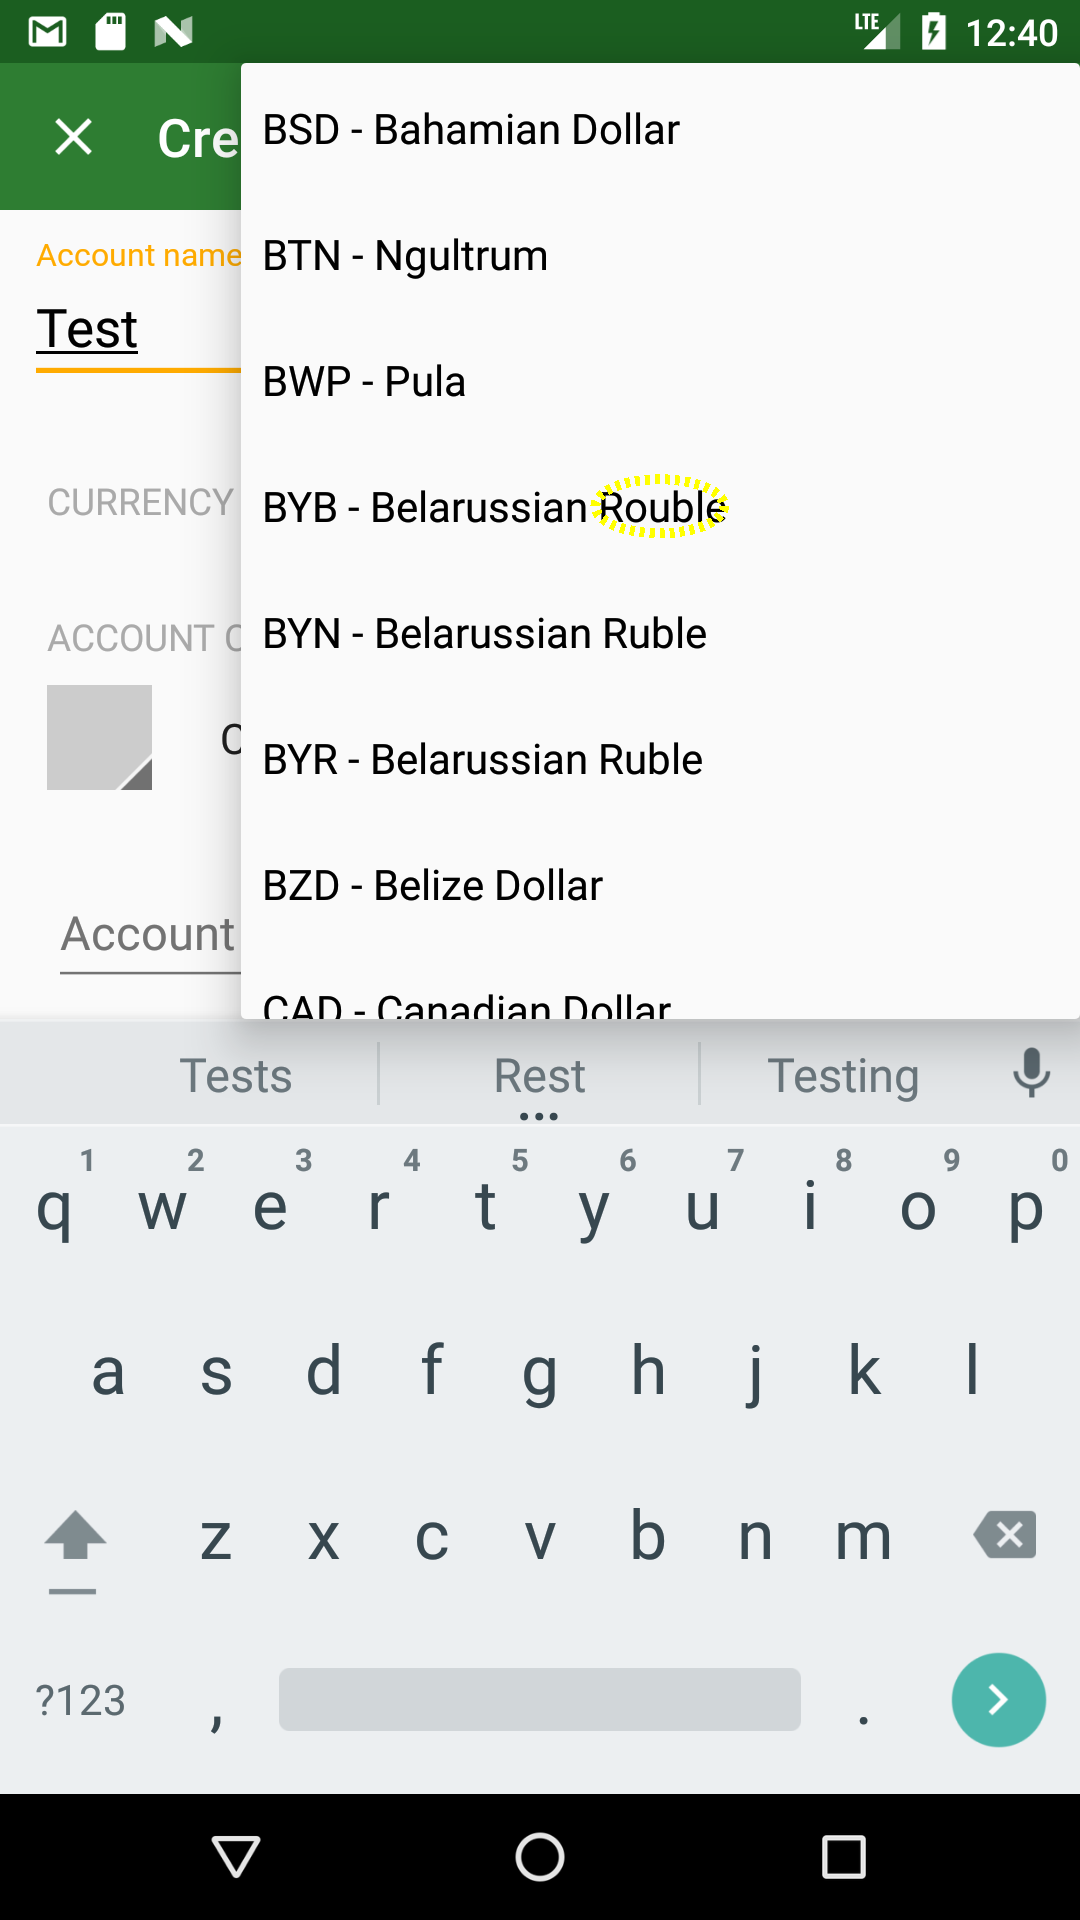 LTE 12:40
Cre
BSD - Bahamian Dollar
Account name
BTN - Ngultrum
Test
BWP - Pula
CURRENCY
BYB - Belarussian Rouble
ACCOUNT C
BYN - Belarussian Ruble
BYR - Belarussian Ruble
BZD - Belize Dollar
Account
CAD - Canadian Dollar
Tests Rest Testing
1 2 3 4 5 6 7 8 9 0
q w e r t y u i o p
a s d f g h j k l
z x c v b n m
?123 , .